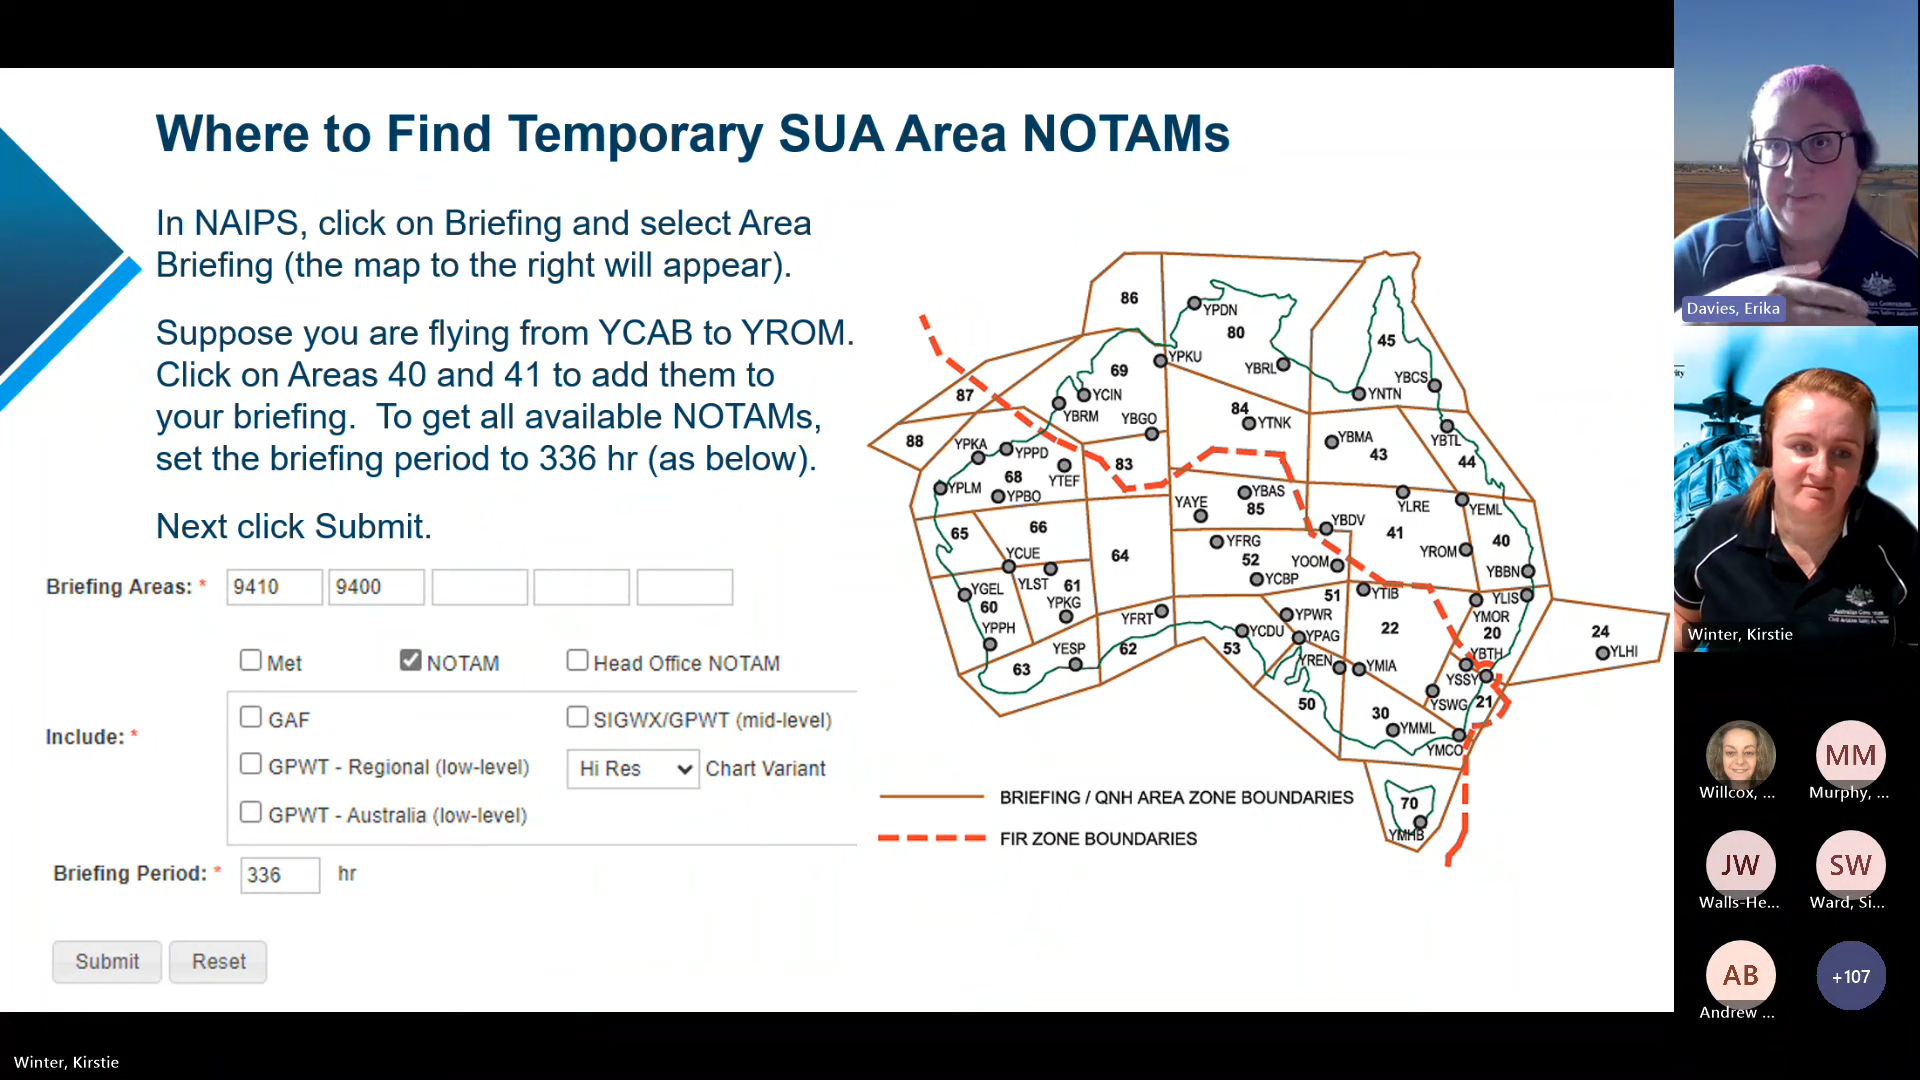 Where to Find Temporary SUA Area NOTAMs
In NAIPS, click on Briefing and select Area
Briefing (the map to the right will appear).
Suppose you are flying from YCAB to YROM.
Click on Areas 40 and 41 to add them to
your briefing. To get all available NOTAMs,
set the briefing period to 336 hr (as below).
Next click Submit.
Briefing Areas: * 9410 9400
Met NOTAM Head Office NOTAM
Include: *
GAF SIGWX/GPWT (mid-level)
GPWT - Regional (low-level) Hi Res Chart Variant
GPWT - Australia (low-level)
Briefing Period: * 336 hr
Submit Reset
86
YPDN
80
45
YPKU
69
YBRL
YBCS
87
YCIN
YNTN
YBRM
YBGO
84
YTNK
88
YPKA
YPPD
YBMA
YBTL
43
83
44
68
YTEF
YPLM
YPBO
YAYE
YBAS
85
YLRE
YEML
65
66
YBDV
41
YFRG
40
YROM
YCUE
64
52
YOOM
YBBN
YGEL
YLST
61
YCBP
YTIB
51
YLIS
60
YPKG
YFRT
YPWR
YMOR
YPPH
YCDU
YPAG
22
20
24
YLHI
YESP
62
53
YREN
YMIA
YBTH
63
YSSY
50
30
YSWG
21
YMML
YMCO
70
YMHB
BRIEFING / QNH AREA ZONE BOUNDARIES
FIR ZONE BOUNDARIES
Davies, Erika
Winter, Kirstie
MM
Willcox, ...
Murphy, ...
JW
SW
Walls-He...
Ward, Si...
AB
+107
Andrew ...
Winter, Kirstie